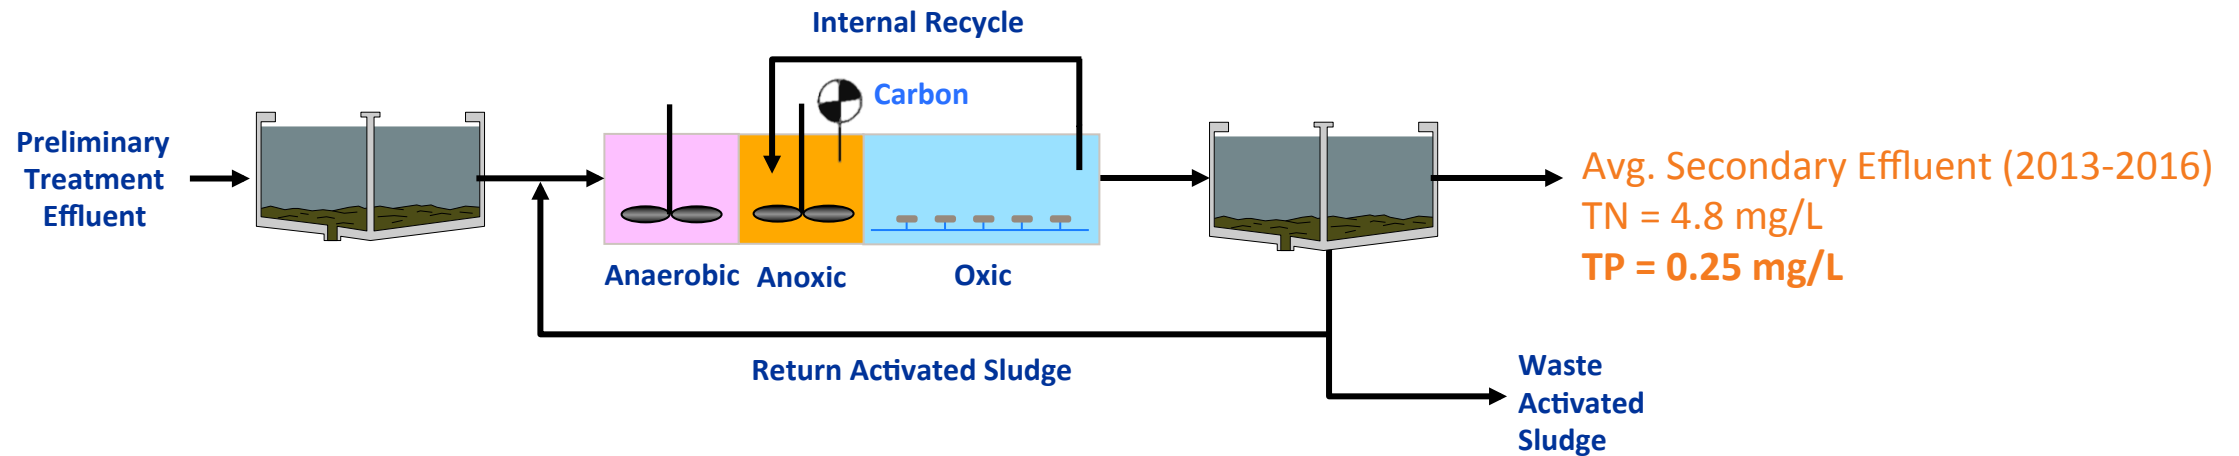 Internal Recycle
Carbon
Preliminary
Treatment
Effluent
Avg. Secondary Effluent (2013-2016)
TN = 4.8 mg/L
TP = 0.25 mg/L
Anaerobic
Anoxic
Oxic
Return Activated Sludge
Waste
Activated
Sludge